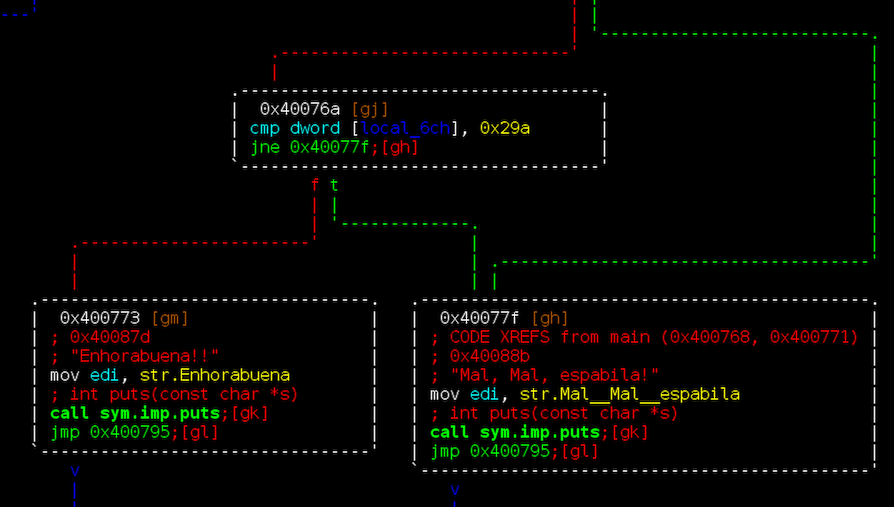 0x40076a [gj]
cmp dword [local_6ch], 0x29a
jne 0x40077f;[gh]
f t
0x400773 [gm]
; 0x40087d
; "Enhorabuena!!"
mov edi, str.Enhorabuena
; int puts(const char *s)
call sym.imp.puts;[gk]
jmp 0x400795;[gl]
v
0x40077f [gh]
; CODE XREFS from main (0x400768, 0x400771)
; 0x40088b
; "Mal, Mal, espabila!"
mov edi, str.Mal__Mal__espabila
; int puts(const char *s)
call sym.imp.puts;[gk]
jmp 0x400795;[gl]
v